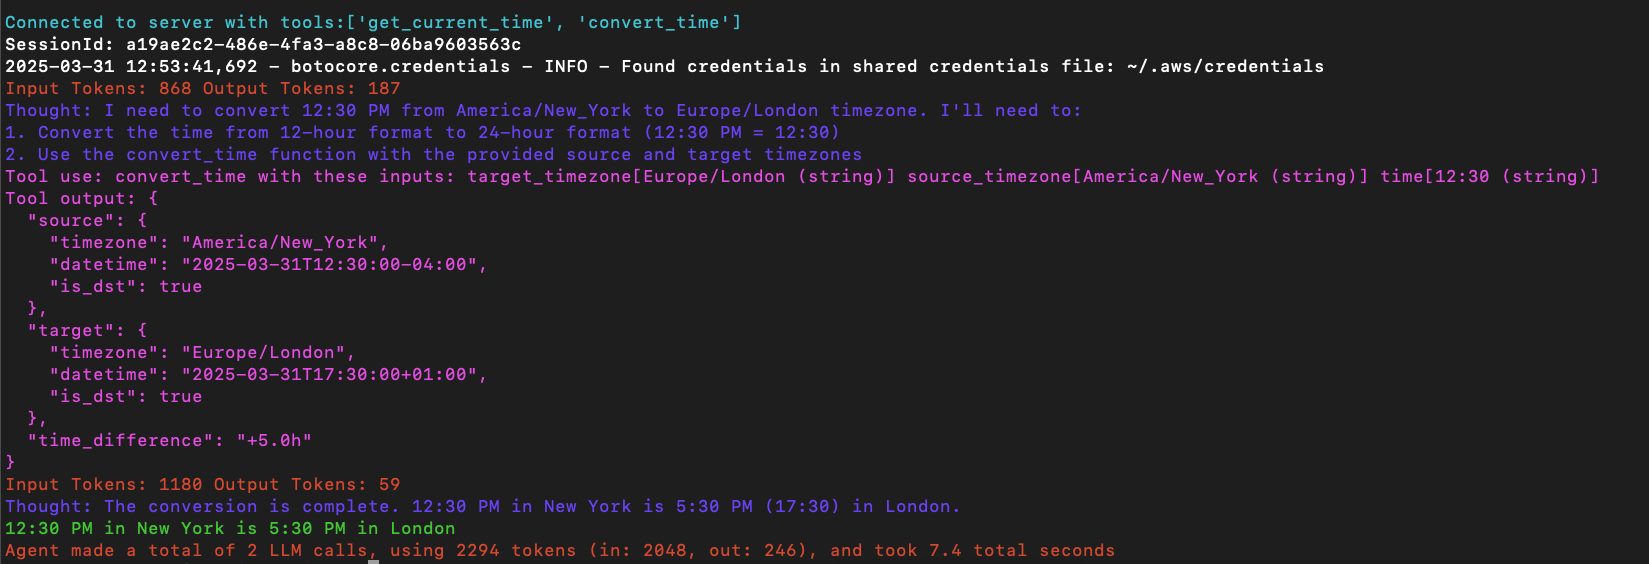 Connected to server with tools:['get_current_time', 'convert_time']
SessionId: a19ae2c2-486e-4fa3-a8c8-06ba9603563c
2025-03-31 12:53:41,692 - botocore.credentials - INFO - Found credentials in shared credentials file: ~/.aws/credentials
Input Tokens: 868 Output Tokens: 187
Thought: I need to convert 12:30 PM from America/New_York to Europe/London timezone. I'll need to:
1. Convert the time from 12-hour format to 24-hour format (12:30 PM = 12:30)
2. Use the convert_time function with the provided source and target timezones
Tool use: convert_time with these inputs: target_timezone[Europe/London (string)] source_timezone[America/New_York (string)] time[12:30 (string)]
Tool output: {
  "source": {
    "timezone": "America/New_York",
    "datetime": "2025-03-31T12:30:00-04:00",
    "is_dst": true
  },
  "target": {
    "timezone": "Europe/London",
    "datetime": "2025-03-31T17:30:00+01:00",
    "is_dst": true
  },
  "time_difference": "+5.0h"
}
Input Tokens: 1180 Output Tokens: 59
Thought: The conversion is complete. 12:30 PM in New York is 5:30 PM (17:30) in London.
12:30 PM in New York is 5:30 PM in London
Agent made a total of 2 LLM calls, using 2294 tokens (in: 2048, out: 246), and took 7.4 total seconds